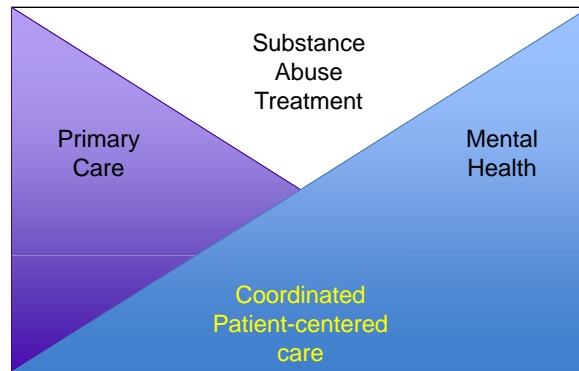 Substance
Abuse
Treatment
Primary
Care
Mental
Health
Coordinated
Patient-centered
care